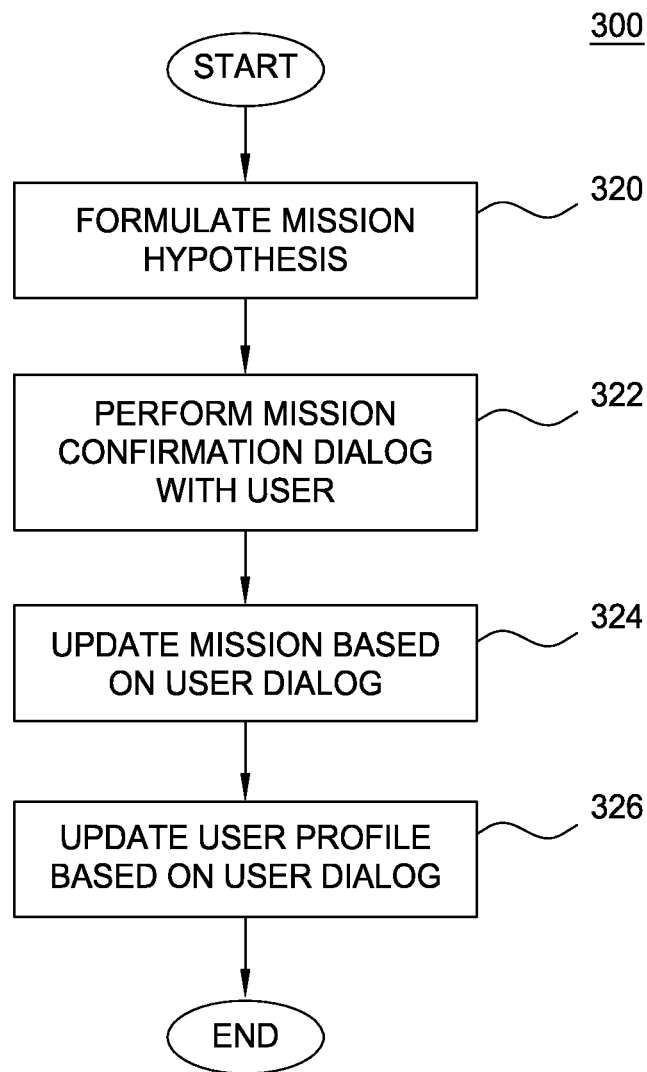 300
START
320
FORMULATE MISSION
HYPOTHESIS
322
PERFORM MISSION
CONFIRMATION DIALOG
WITH USER
324
UPDATE MISSION BASED
ON USER DIALOG
326
UPDATE USER PROFILE
BASED ON USER DIALOG
END